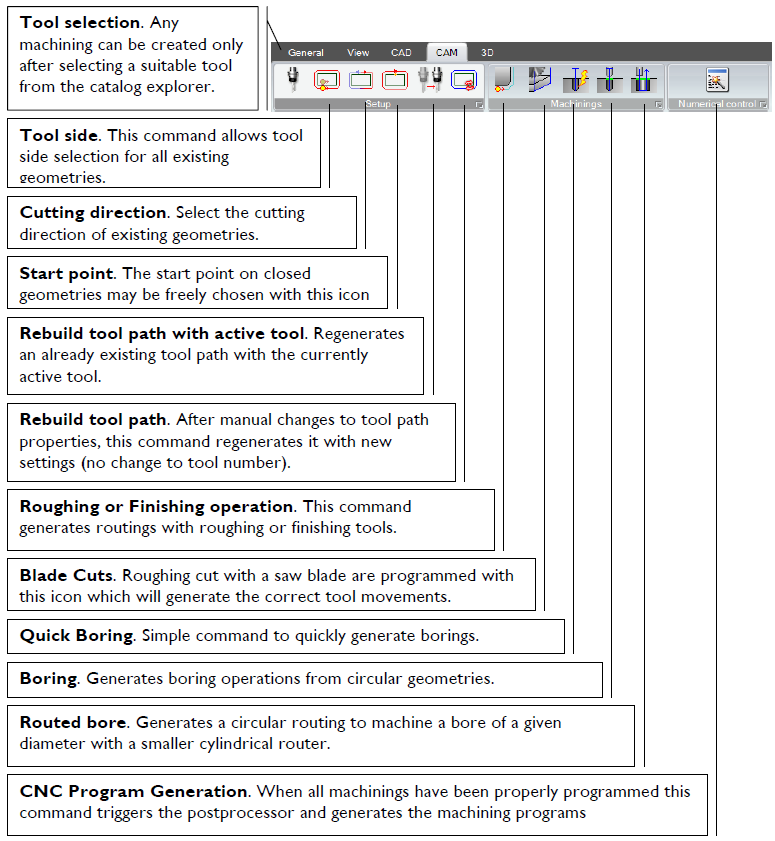 Tool selection. Any
machining can be created only
after selecting a suitable tool
from the catalog explorer.
General View CAD CAM 3D
Setup Machinings Numerical control
Tool side. This command allows tool
side selection for all existing
geometries.
Cutting direction. Select the cutting
direction of existing geometries.
Start point. The start point on closed
geometries may be freely chosen with this icon
Rebuild tool path with active tool. Regenerates
an already existing tool path with the currently
active tool.
Rebuild tool path. After manual changes to tool path
properties, this command regenerates it with new
settings (no change to tool number).
Roughing or Finishing operation. This command
generates routings with roughing or finishing tools.
Blade Cuts. Roughing cut with a saw blade are programmed with
this icon which will generate the correct tool movements.
Quick Boring. Simple command to quickly generate borings.
Boring. Generates boring operations from circular geometries.
Routed bore. Generates a circular routing to machine a bore of a given
diameter with a smaller cylindrical router.
CNC Program Generation. When all machinings have been properly programmed this
command triggers the postprocessor and generates the machining programs